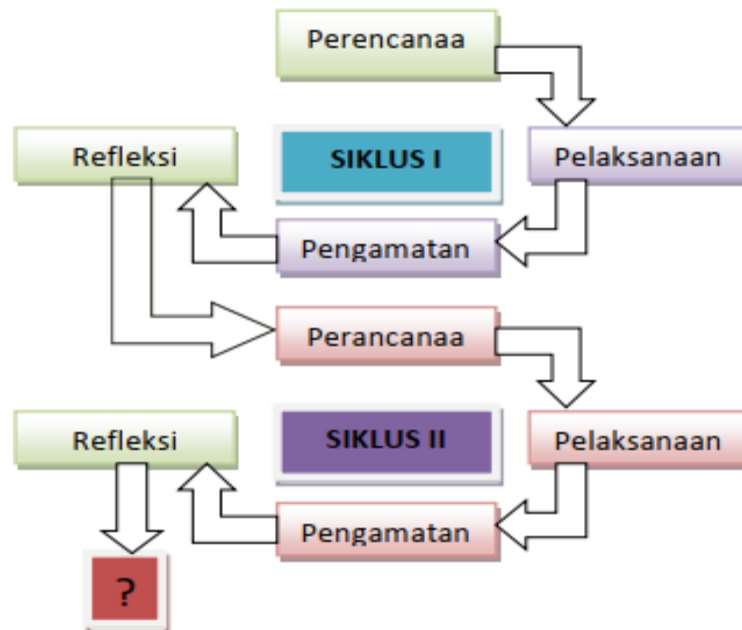 Perencanaa
Refleksi
SIKLUS I
Pelaksanaan
Pengamatan
Perancanaa
Refleksi
SIKLUS II
Pelaksanaan
Pengamatan
?